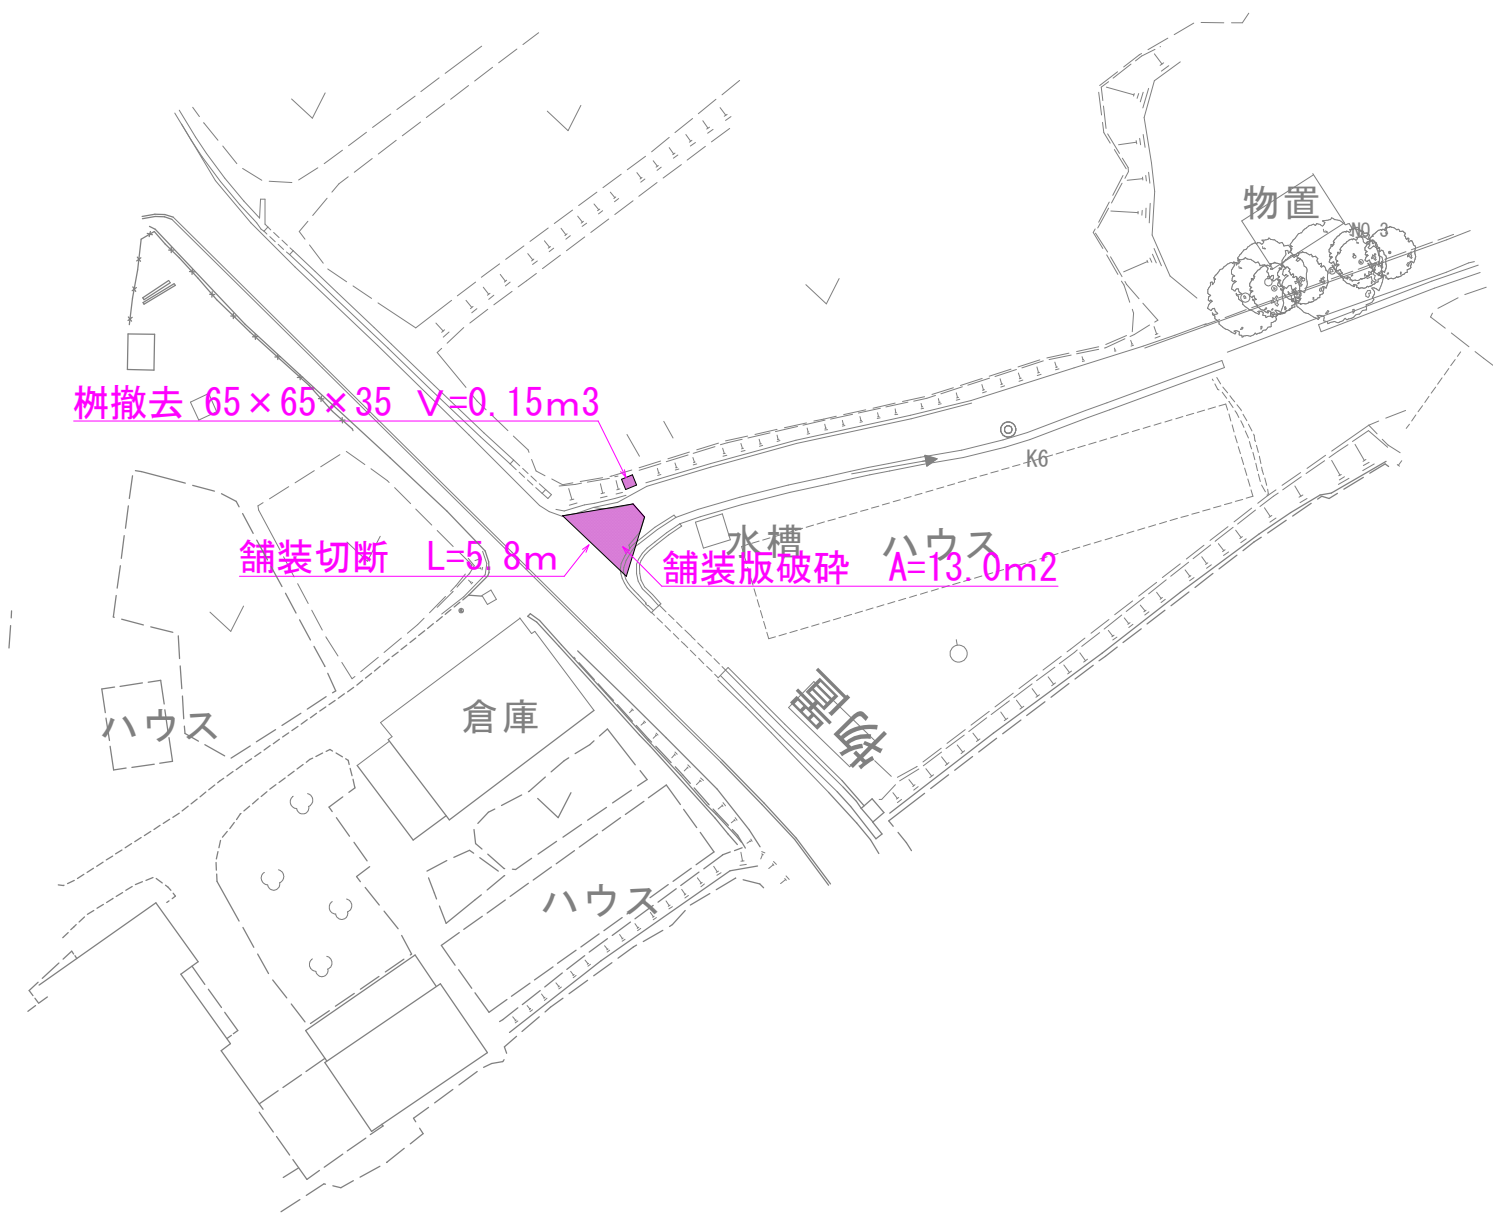 物置
NO.3
桝撤去 65×65×35 V=0.15m3
K6
水槽
ハウス
舗装切断 L=5.8m
舗装版破砕 A=13.0m2
物置
ハウス
倉庫
ハウス